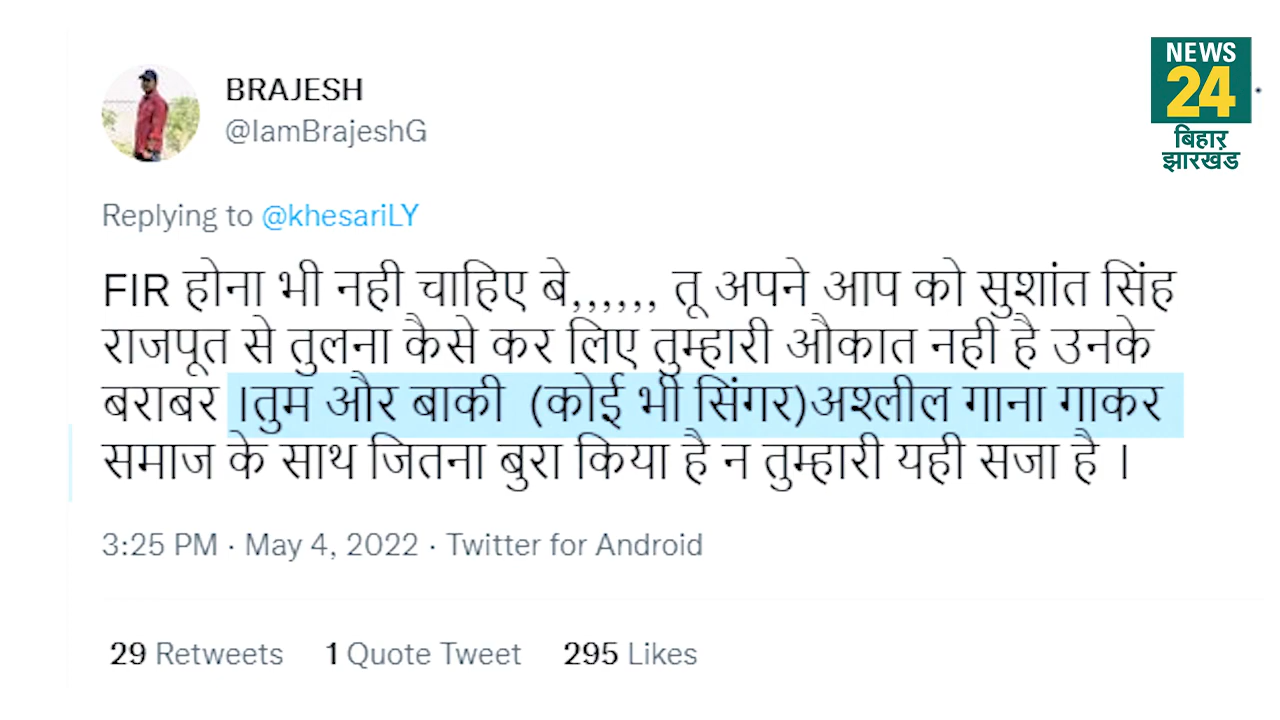 BRAJESH
@IamBrajeshG
NEWS
24
बिहार
झारखंड
Replying to @khesariLY
FIR होना भी नही चाहिए बे,,,,,, तू अपने आप को सुशांत सिंह
राजपूत से तुलना कैसे कर लिए तुम्हारी औकात नही है उनके
बराबर ।तुम और बाकी (कोई भी सिंगर)अश्लील गाना गाकर
समाज के साथ जितना बुरा किया है न तुम्हारी यही सजा है ।
3:25 PM · May 4, 2022 · Twitter for Android
29 Retweets 1 Quote Tweet 295 Likes